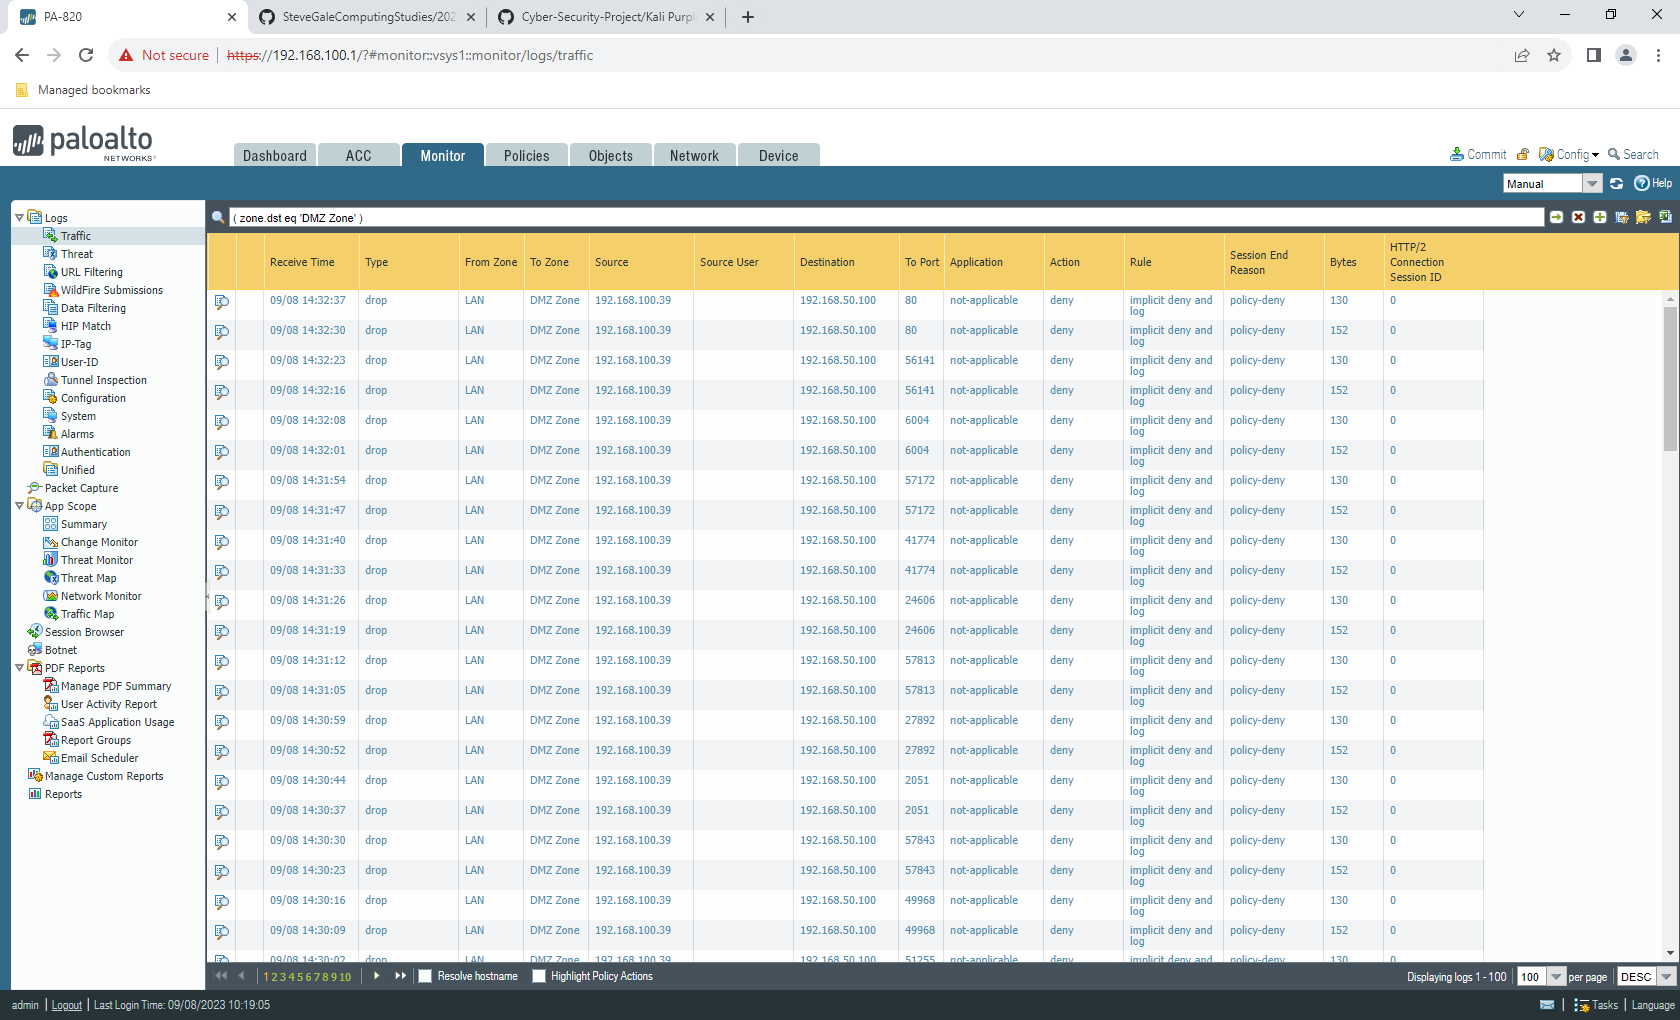 PA-820
SteveGaleComputingStudies/202
Cyber-Security-Project/Kali Purpl
Not secure https://192.168.100.1/?#monitor::vsys1::monitor/logs/traffic
Managed bookmarks
paloalto
NETWORKS®
Dashboard ACC Monitor Policies Objects Network Device
Commit Config Search
Manual Help
Logs
Traffic
Threat
URL Filtering
WildFire Submissions
Data Filtering
HIP Match
IP-Tag
User-ID
Tunnel Inspection
Configuration
System
Alarms
Authentication
Unified
Packet Capture
App Scope
Summary
Change Monitor
Threat Monitor
Threat Map
Network Monitor
Traffic Map
Session Browser
Botnet
PDF Reports
Manage PDF Summary
User Activity Report
SaaS Application Usage
Report Groups
Email Scheduler
Manage Custom Reports
Reports
( zone.dst eq 'DMZ Zone' )
Receive Time Type From Zone To Zone Source Source User Destination To Port Application Action Rule Session End Reason Bytes HTTP/2 Connection Session ID
09/08 14:32:37 drop LAN DMZ Zone 192.168.100.39 192.168.50.100 80 not-applicable deny implicit deny and log policy-deny 130 0
09/08 14:32:30 drop LAN DMZ Zone 192.168.100.39 192.168.50.100 80 not-applicable deny implicit deny and log policy-deny 152 0
09/08 14:32:23 drop LAN DMZ Zone 192.168.100.39 192.168.50.100 56141 not-applicable deny implicit deny and log policy-deny 130 0
09/08 14:32:16 drop LAN DMZ Zone 192.168.100.39 192.168.50.100 56141 not-applicable deny implicit deny and log policy-deny 152 0
09/08 14:32:08 drop LAN DMZ Zone 192.168.100.39 192.168.50.100 6004 not-applicable deny implicit deny and log policy-deny 130 0
09/08 14:32:01 drop LAN DMZ Zone 192.168.100.39 192.168.50.100 6004 not-applicable deny implicit deny and log policy-deny 152 0
09/08 14:31:54 drop LAN DMZ Zone 192.168.100.39 192.168.50.100 57172 not-applicable deny implicit deny and log policy-deny 130 0
09/08 14:31:47 drop LAN DMZ Zone 192.168.100.39 192.168.50.100 57172 not-applicable deny implicit deny and log policy-deny 152 0
09/08 14:31:40 drop LAN DMZ Zone 192.168.100.39 192.168.50.100 41774 not-applicable deny implicit deny and log policy-deny 130 0
09/08 14:31:33 drop LAN DMZ Zone 192.168.100.39 192.168.50.100 41774 not-applicable deny implicit deny and log policy-deny 152 0
09/08 14:31:26 drop LAN DMZ Zone 192.168.100.39 192.168.50.100 24606 not-applicable deny implicit deny and log policy-deny 130 0
09/08 14:31:19 drop LAN DMZ Zone 192.168.100.39 192.168.50.100 24606 not-applicable deny implicit deny and log policy-deny 152 0
09/08 14:31:12 drop LAN DMZ Zone 192.168.100.39 192.168.50.100 57813 not-applicable deny implicit deny and log policy-deny 130 0
09/08 14:31:05 drop LAN DMZ Zone 192.168.100.39 192.168.50.100 57813 not-applicable deny implicit deny and log policy-deny 152 0
09/08 14:30:59 drop LAN DMZ Zone 192.168.100.39 192.168.50.100 27892 not-applicable deny implicit deny and log policy-deny 130 0
09/08 14:30:52 drop LAN DMZ Zone 192.168.100.39 192.168.50.100 27892 not-applicable deny implicit deny and log policy-deny 152 0
09/08 14:30:44 drop LAN DMZ Zone 192.168.100.39 192.168.50.100 2051 not-applicable deny implicit deny and log policy-deny 130 0
09/08 14:30:37 drop LAN DMZ Zone 192.168.100.39 192.168.50.100 2051 not-applicable deny implicit deny and log policy-deny 152 0
09/08 14:30:30 drop LAN DMZ Zone 192.168.100.39 192.168.50.100 57843 not-applicable deny implicit deny and log policy-deny 130 0
09/08 14:30:23 drop LAN DMZ Zone 192.168.100.39 192.168.50.100 57843 not-applicable deny implicit deny and log policy-deny 152 0
09/08 14:30:16 drop LAN DMZ Zone 192.168.100.39 192.168.50.100 49968 not-applicable deny implicit deny and log policy-deny 130 0
09/08 14:30:09 drop LAN DMZ Zone 192.168.100.39 192.168.50.100 49968 not-applicable deny implicit deny and log policy-deny 152 0
09/08 14:30:02 drop LAN DMZ Zone 192.168.100.39 192.168.50.100 51255 not-applicable deny implicit deny and policy-deny 130 0
1 2 3 4 5 6 7 8 9 10 Resolve hostname Highlight Policy Actions Displaying logs 1 - 100 100 per page DESC
admin | Logout | Last Login Time: 09/08/2023 10:19:05 Tasks | Language